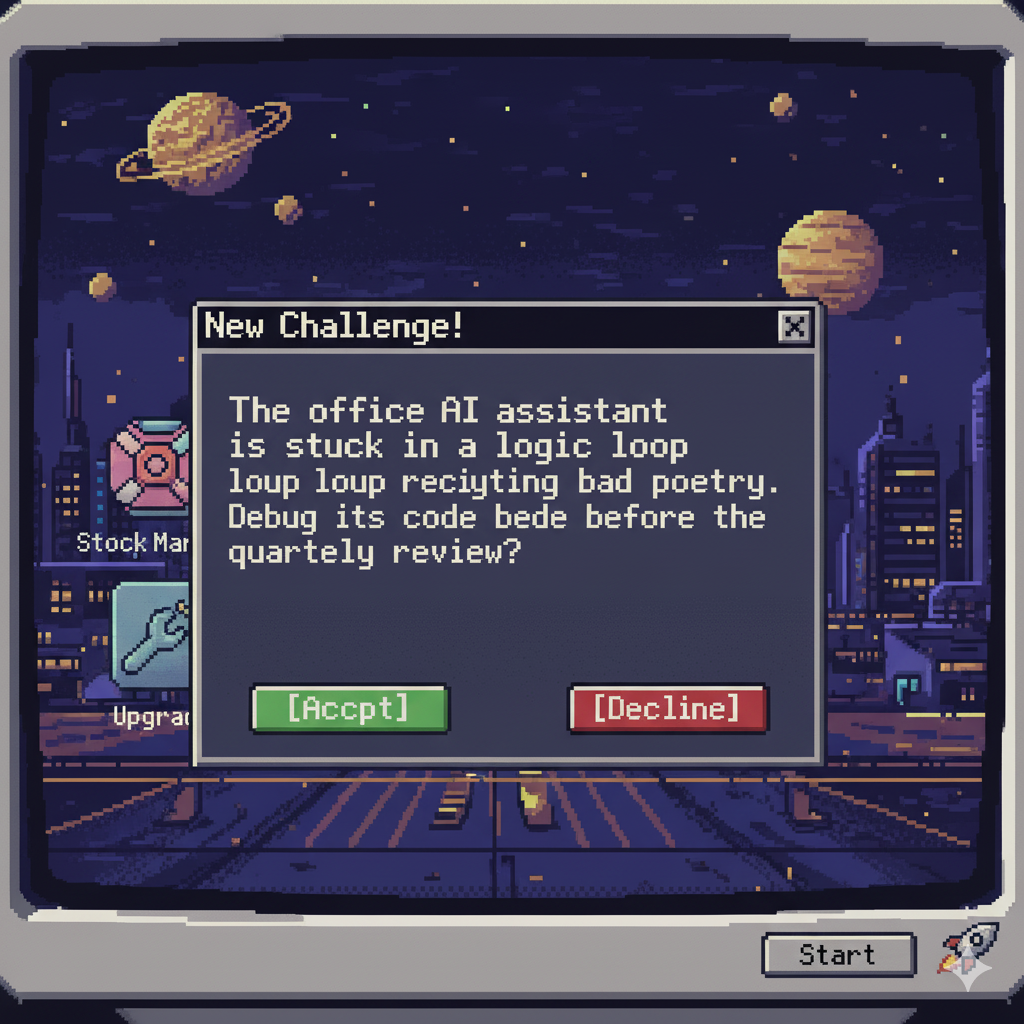 New Challenge!
The office AI assistant
is stuck in a logic loop
loup loup reciyting bad poetry.
Debug its code bede before the
quartely review?
Stock Mar
Upgrac
[Accpt]
[Decline]
Start